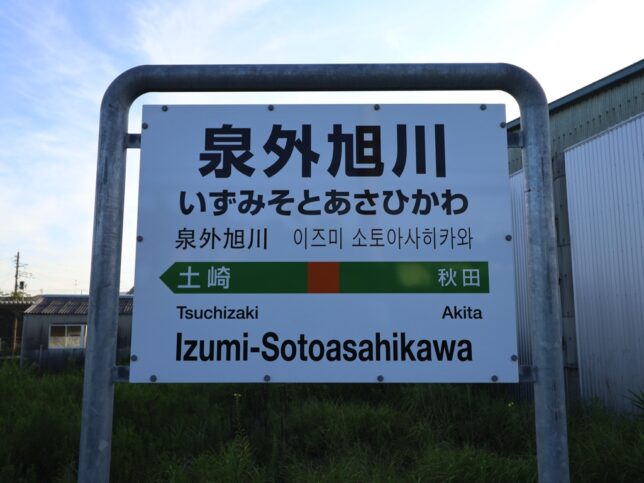 泉外旭川
いずみそとあさひかわ
泉外旭川 이즈미 소토아사히카와
土崎 秋田
Tsuchizaki Akita
Izumi-Sotoasahikawa